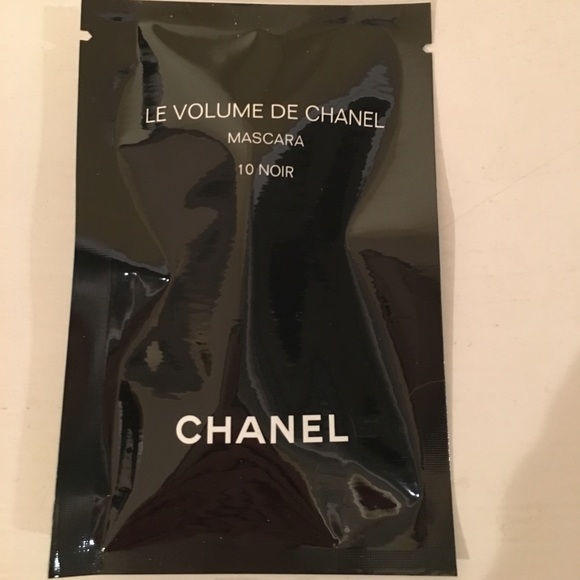 LE VOLUME DE CHANEL
MASCARA
10 NOIR
CHANEL